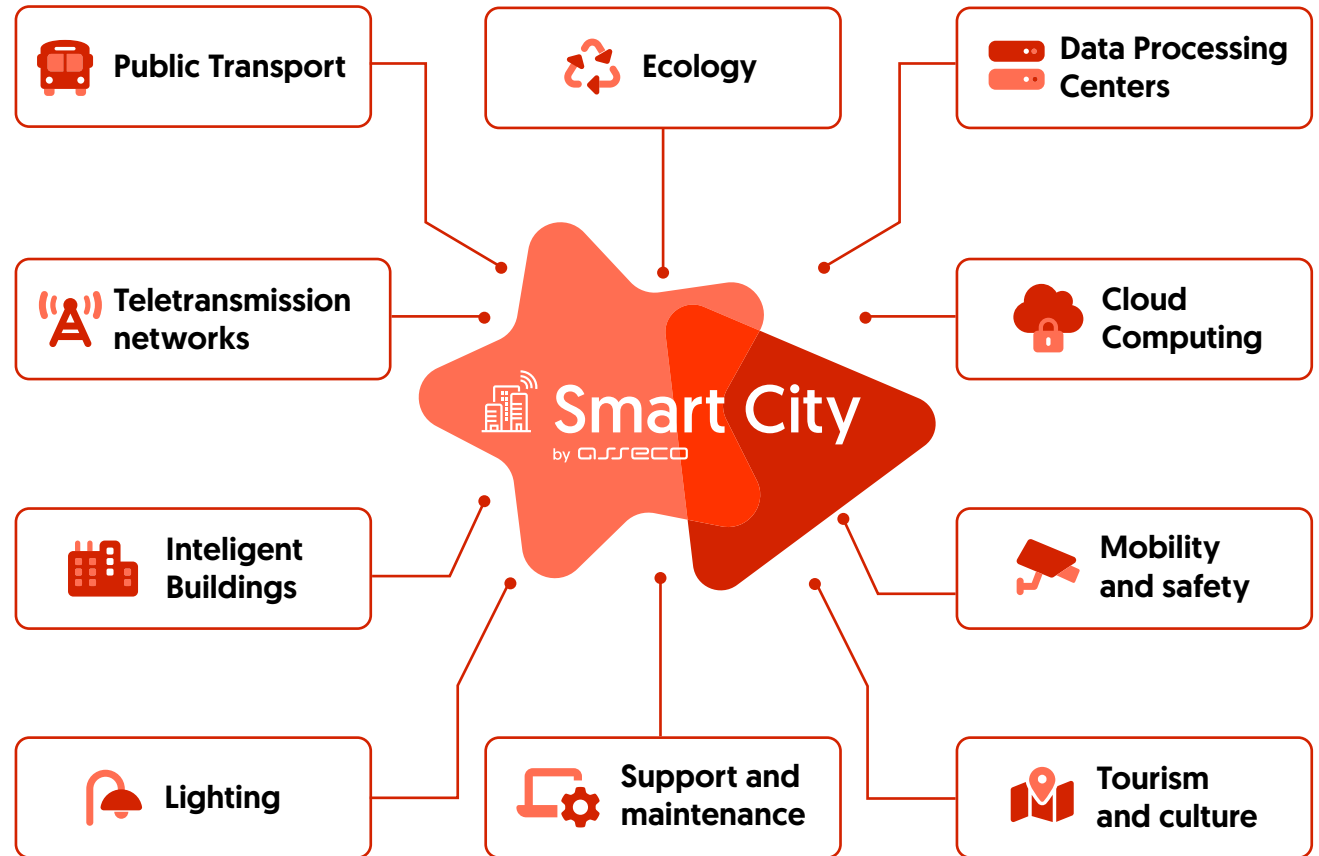 Public Transport
Ecology
Data Processing
Centers
Teletransmission
networks
Cloud
Computing
Smart City
by asseco
Inteligent
Buildings
Mobility
and safety
Lighting
Support and
maintenance
Tourism
and culture